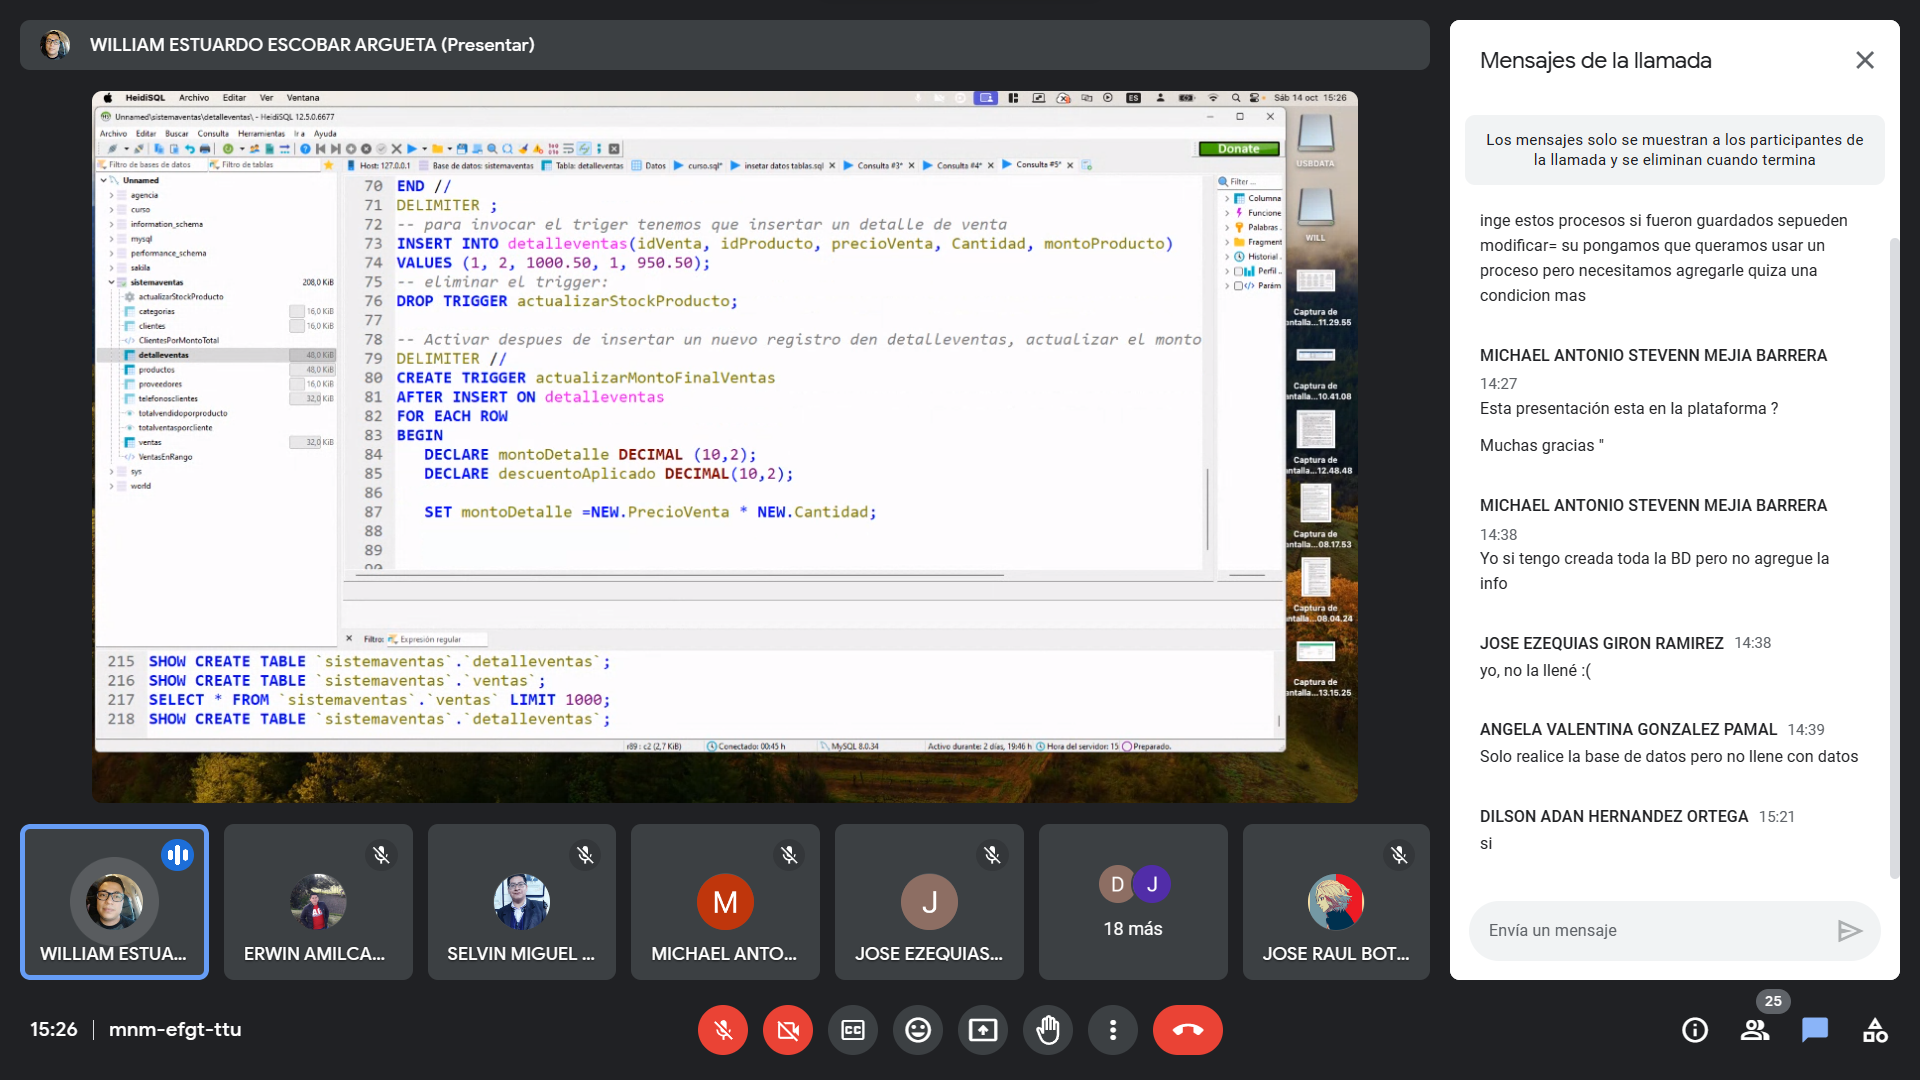 WILLIAM ESTUARDO ESCOBAR ARGUETA (Presentar)
HeidiSQL Archivo Editar Ver Ventana
ES
Sáb 14 oct 15:26
Unnamed\sistemaventas\detalleventas\ - HeidiSQL 12.5.0.6677
Archivo Editar Buscar Consulta Herramientas Ir a Ayuda
Donate
Filtro de bases de datos
Filtro de tablas
Host: 127.0.0.1 Base de datos: sistemaventas Tabla: detalleventas Datos curso.sql* insetar datos tablas.sql Consulta #3* Consulta #4* Consulta #5*
Unnamed
agencia
curso
information_schema
mysql
performance_schema
sakila
sistemaventas 208,0 KiB
actualizarStockProducto
categorias 16,0 KiB
clientes 16,0 KiB
ClientesPorMontoTotal
detalleventas 48,0 KiB
productos 48,0 KiB
proveedores 16,0 KiB
telefonosclientes 32,0 KiB
totalvendidoporproducto
totalventasporcliente
ventas 32,0 KiB
VentasEnRango
sys
world
70 END //
71 DELIMITER ;
72 -- para invocar el triger tenemos que insertar un detalle de venta
73 INSERT INTO detalleventas(idVenta, idProducto, precioVenta, Cantidad, montoProducto)
74 VALUES (1, 2, 1000.50, 1, 950.50);
75 -- eliminar el trigger:
76 DROP TRIGGER actualizarStockProducto;
77
78 -- Activar despues de insertar un nuevo registro den detalleventas, actualizar el monto
79 DELIMITER //
80 CREATE TRIGGER actualizarMontoFinalVentas
81 AFTER INSERT ON detalleventas
82 FOR EACH ROW
83 BEGIN
84 DECLARE montoDetalle DECIMAL (10,2);
85 DECLARE descuentoAplicado DECIMAL(10,2);
86
87 SET montoDetalle =NEW.PrecioVenta * NEW.Cantidad;
88
89
90
Filter ...
Columna
Funcione
Palabras
Fragment
Historial
Perfil
Parám
Filtro: Expresión regular
215 SHOW CREATE TABLE `sistemaventas`.`detalleventas`;
216 SHOW CREATE TABLE `sistemaventas`.`ventas`;
217 SELECT * FROM `sistemaventas`.`ventas` LIMIT 1000;
218 SHOW CREATE TABLE `sistemaventas`.`detalleventas`;
r89 : c2 (2,7 KiB) Conectado: 00:45 h MySQL 8.0.34 Activo durante: 2 días, 19:46 h Hora del servidor: 15 Preparado.
USBDATA
WILL
Captura de
antalla...11.29.55
Captura de
antalla...10.41.08
Captura de
antalla...12.48.48
Captura de
antalla...08.17.53
Captura de
antalla...08.04.24
Captura de
antalla...13.15.25
Mensajes de la llamada
Los mensajes solo se muestran a los participantes de
la llamada y se eliminan cuando termina
inge estos procesos si fueron guardados sepueden
modificar= su pongamos que queramos usar un
proceso pero necesitamos agregarle quiza una
condicion mas
MICHAEL ANTONIO STEVENN MEJIA BARRERA
14:27
Esta presentación esta en la plataforma ?
Muchas gracias "
MICHAEL ANTONIO STEVENN MEJIA BARRERA
14:38
Yo si tengo creada toda la BD pero no agregue la
info
JOSE EZEQUIAS GIRON RAMIREZ 14:38
yo, no la llené :(
ANGELA VALENTINA GONZALEZ PAMAL 14:39
Solo realice la base de datos pero no llene con datos
DILSON ADAN HERNANDEZ ORTEGA 15:21
si
Envía un mensaje
WILLIAM ESTUA...
ERWIN AMILCA...
SELVIN MIGUEL ...
M
MICHAEL ANTO...
J
JOSE EZEQUIAS...
D J
18 más
JOSE RAUL BOT...
15:26 | mnm-efgt-ttu
25